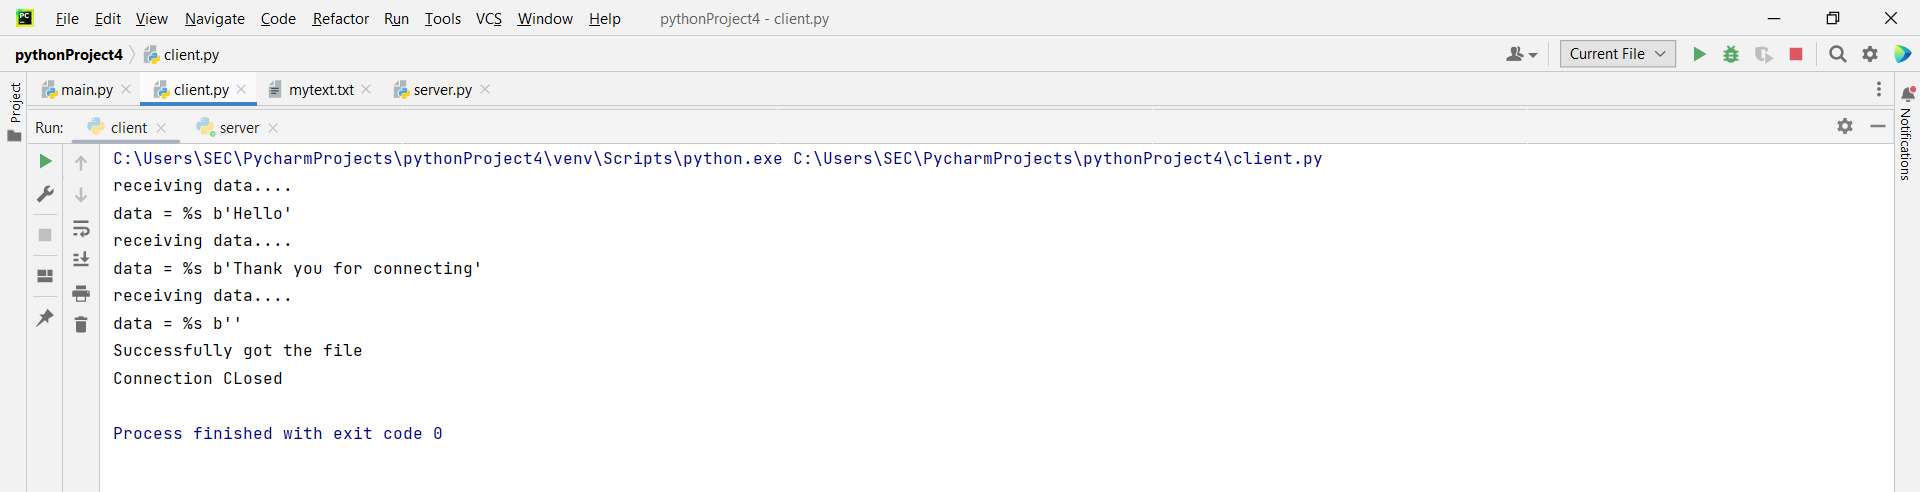 PC File Edit View Navigate Code Refactor Run Tools VCS Window Help pythonProject4 - client.py
pythonProject4 client.py Current File
Project main.py client.py mytext.txt server.py
Run: client server Notifications
C:\Users\SEC\PycharmProjects\pythonProject4\venv\Scripts\python.exe C:\Users\SEC\PycharmProjects\pythonProject4\client.py
receiving data....
data = %s b'Hello'
receiving data....
data = %s b'Thank you for connecting'
receiving data....
data = %s b''
Successfully got the file
Connection CLosed
Process finished with exit code 0